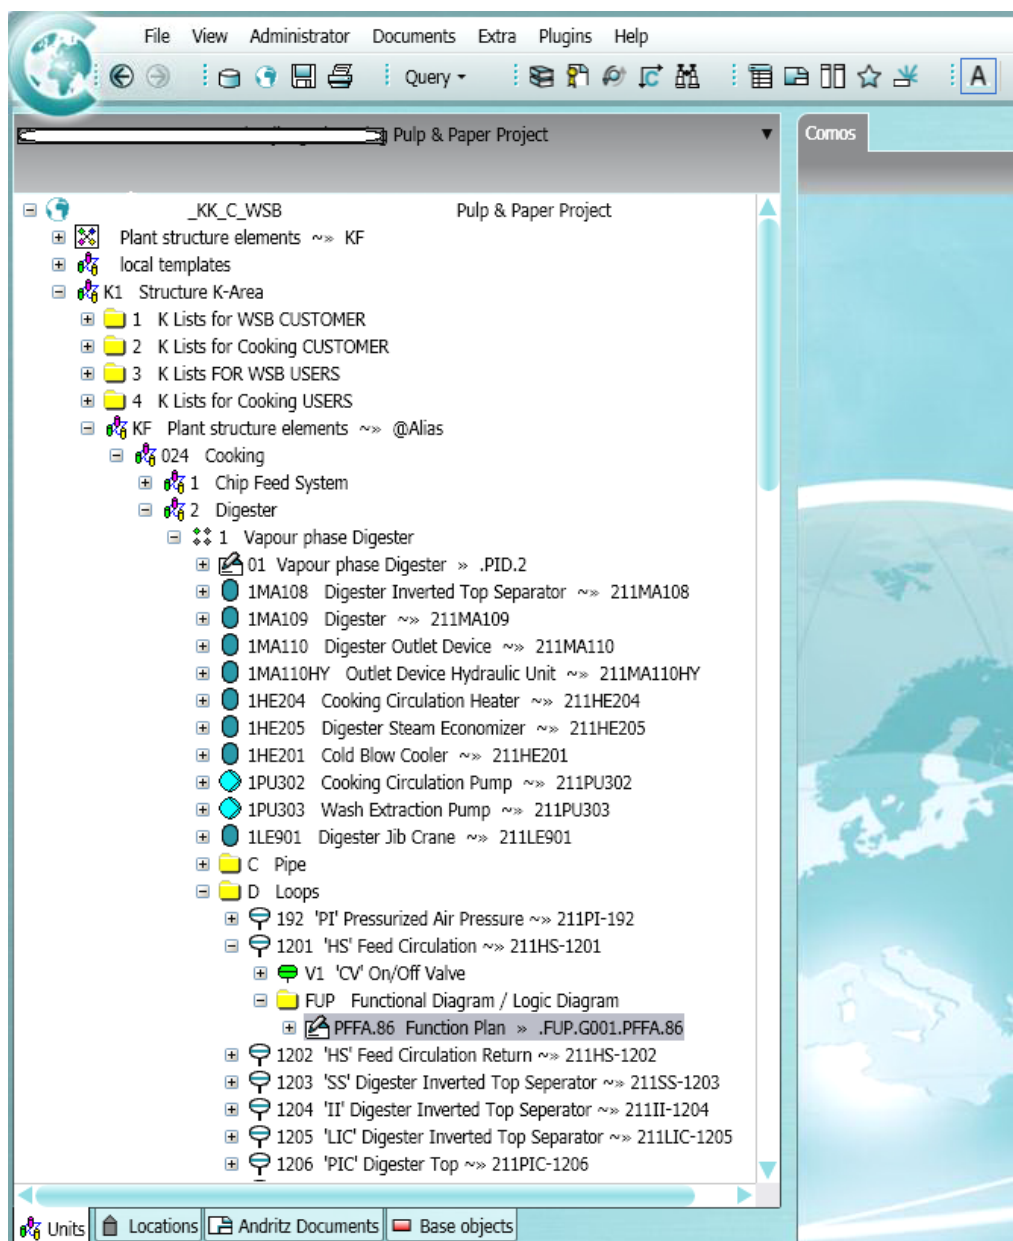 File View Administrator Documents Extra Plugins Help
Query
A
Pulp & Paper Project
Comos
_KK_C_WSB Pulp & Paper Project
Plant structure elements ~» KF
local templates
K1 Structure K-Area
1 K Lists for WSB CUSTOMER
2 K Lists for Cooking CUSTOMER
3 K Lists FOR WSB USERS
4 K Lists for Cooking USERS
KF Plant structure elements ~» @Alias
024 Cooking
1 Chip Feed System
2 Digester
1 Vapour phase Digester
01 Vapour phase Digester » .PID.2
1MA108 Digester Inverted Top Separator ~» 211MA108
1MA109 Digester ~» 211MA109
1MA110 Digester Outlet Device ~» 211MA110
1MA110HY Outlet Device Hydraulic Unit ~» 211MA110HY
1HE204 Cooking Circulation Heater ~» 211HE204
1HE205 Digester Steam Economizer ~» 211HE205
1HE201 Cold Blow Cooler ~» 211HE201
1PU302 Cooking Circulation Pump ~» 211PU302
1PU303 Wash Extraction Pump ~» 211PU303
1LE901 Digester Jib Crane ~» 211LE901
C Pipe
D Loops
192 'PI' Pressurized Air Pressure ~» 211PI-192
1201 'HS' Feed Circulation ~» 211HS-1201
V1 'CV' On/Off Valve
FUP Functional Diagram / Logic Diagram
PFFA.86 Function Plan » .FUP.G001.PFFA.86
1202 'HS' Feed Circulation Return ~» 211HS-1202
1203 'SS' Digester Inverted Top Seperator ~» 211SS-1203
1204 'II' Digester Inverted Top Seperator ~» 211II-1204
1205 'LIC' Digester Inverted Top Separator ~» 211LIC-1205
1206 'PIC' Digester Top ~» 211PIC-1206
Units Locations Andritz Documents Base objects